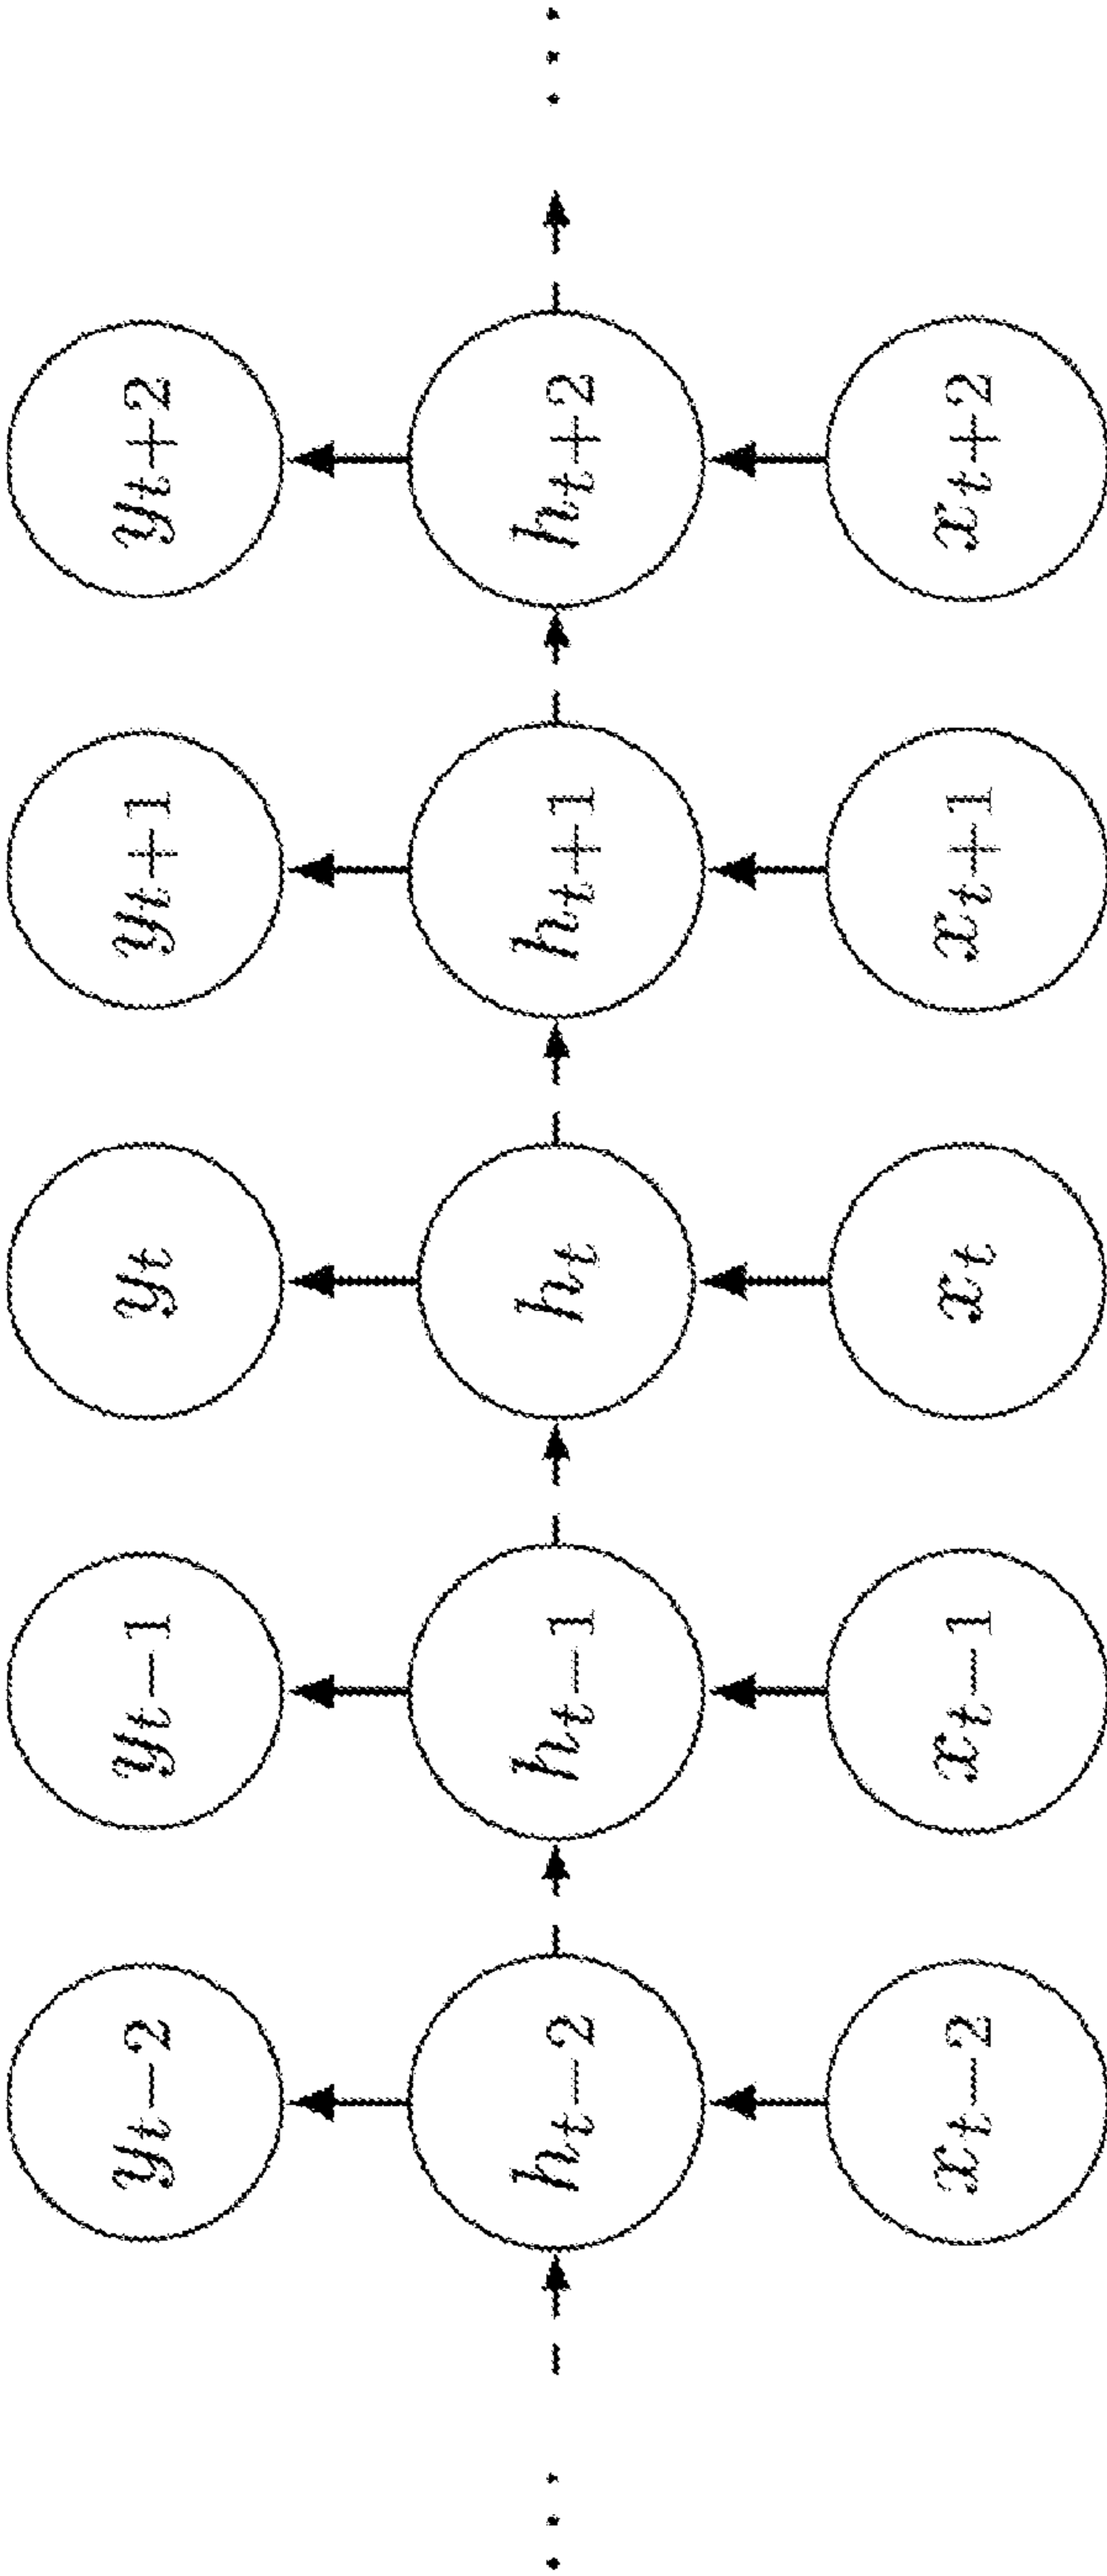 y_{t-2} y_{t-1} y_t y_{t+1} y_{t+2}
... h_{t-2} h_{t-1} h_t h_{t+1} h_{t+2} ...
x_{t-2} x_{t-1} x_t x_{t+1} x_{t+2}